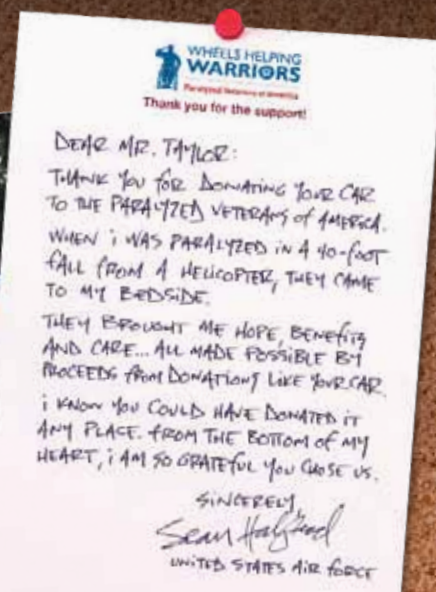 WHEELS HELPING
WARRIORS
Paralyzed Veterans of America
Thank you for the support!
DEAR MR. TAYLOR:
THANK YOU FOR DONATING YOUR CAR
TO THE PARALYZED VETERANS of AMERICA.
WHEN i WAS PARALYZED IN A 40-FOOT
FALL FROM A HELICOPTER, THEY CAME
TO MY BEDSIDE.
THEY BROUGHT ME HOPE, BENEFITS
AND CARE... ALL MADE POSSIBLE BY
PROCEEDS FROM DONATIONS LIKE YOUR CAR.
i KNOW YOU COULD HAVE DONATED IT
ANY PLACE. FROM THE BOTTOM OF MY
HEART, i AM SO GRATEFUL YOU CHOSE US.
SINCERELY,
Sean
UNITED STATES AIR FORCE